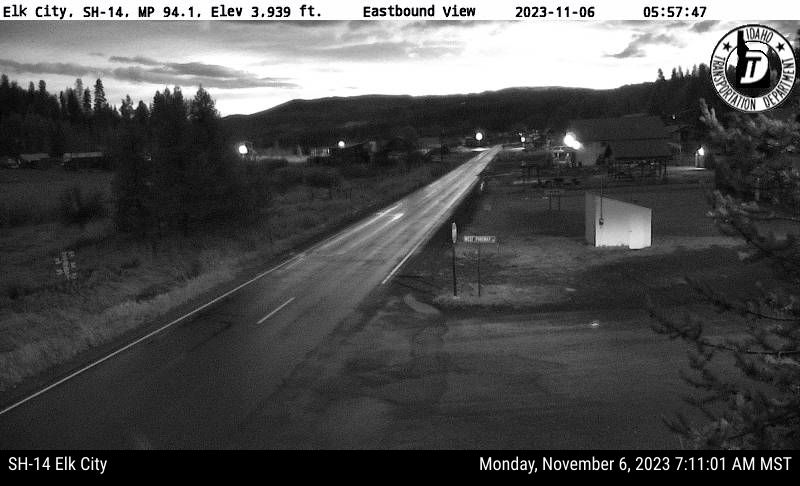 Elk City, SH-14, MP 94.1, Elev 3,939 ft. Eastbound View 2023-11-06 05:57:47
IDAHO
TRANSPORTATION DEPARTMENT
SH-14 Elk City Monday, November 6, 2023 7:11:01 AM MST